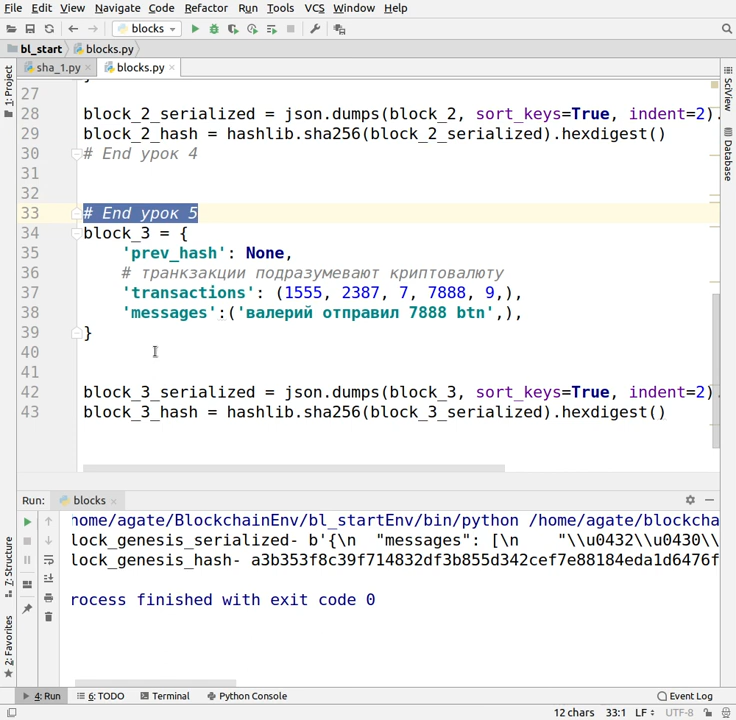 File Edit View Navigate Code Refactor Run Tools VCS Window Help
blocks
bl_start blocks.py
sha_1.py blocks.py
1: Project
SciView
Database
27
28 block_2_serialized = json.dumps(block_2, sort_keys=True, indent=2).
29 block_2_hash = hashlib.sha256(block_2_serialized).hexdigest()
30 # End урок 4
31
32
33 # End урок 5
34 block_3 = {
35 'prev_hash': None,
36 # транкзакции подразумевают криптовалюту
37 'transactions': (1555, 2387, 7, 7888, 9,),
38 'messages':('валерий отправил 7888 btn',),
39 }
40
41
42 block_3_serialized = json.dumps(block_3, sort_keys=True, indent=2)
43 block_3_hash = hashlib.sha256(block_3_serialized).hexdigest()
Run: blocks
7: Structure
2: Favorites
home/agate/BlockchainEnv/bl_startEnv/bin/python /home/agate/blockcha
lock_genesis_serialized- b'{\n "messages": [\n "\\u0432\\u0430\\
lock_genesis_hash- a3b353f8c39f714832df3b855d342cef7e88184eda1d6476f
rocess finished with exit code 0
4: Run 6: TODO Terminal Python Console Event Log
12 chars 33:1 LF UTF-8